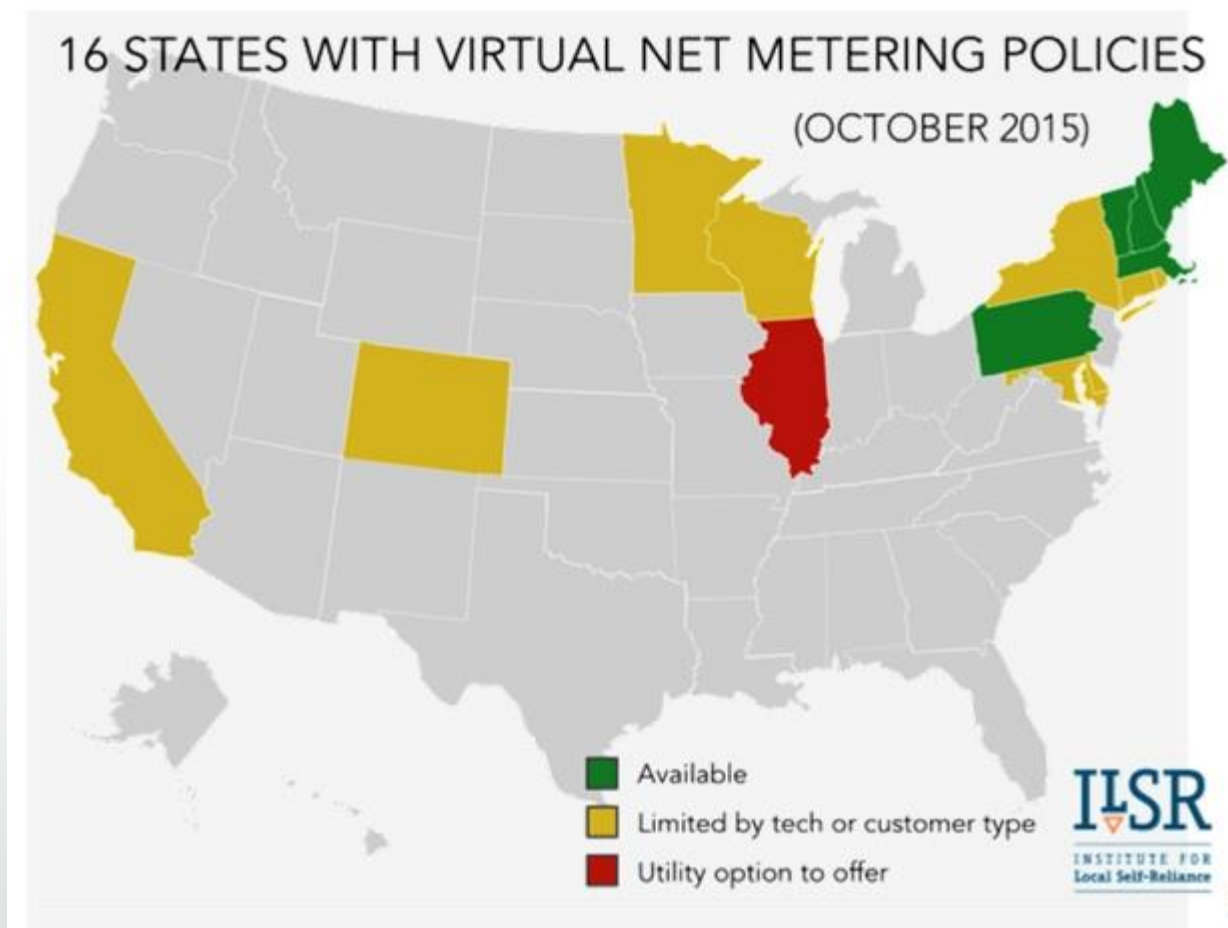 16 STATES WITH VIRTUAL NET METERING POLICIES
(OCTOBER 2015)
Available
Limited by tech or customer type
Utility option to offer
ILSR
INSTITUTE FOR
Local Self-Reliance